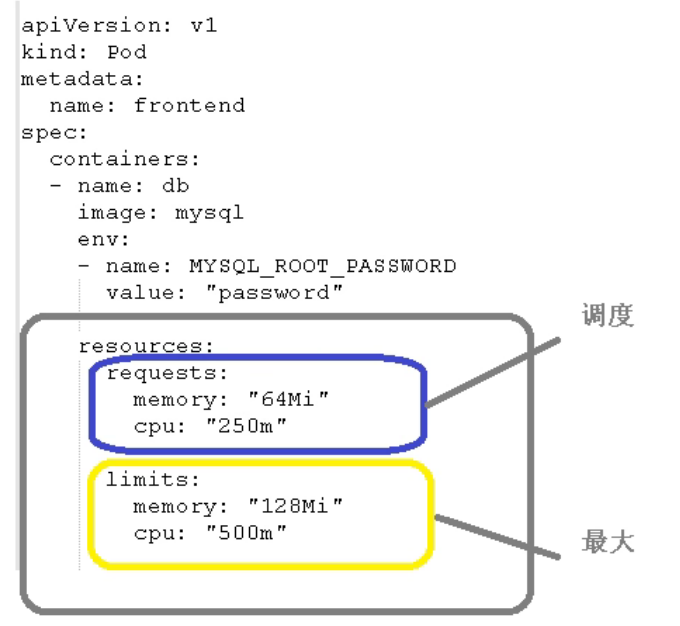 apiVersion: v1
kind: Pod
metadata:
  name: frontend
spec:
  containers:
  - name: db
    image: mysql
    env:
    - name: MYSQL_ROOT_PASSWORD
      value: "password"
调度
    resources:
      requests:
        memory: "64Mi"
        cpu: "250m"
      limits:
        memory: "128Mi"
        cpu: "500m"
最大